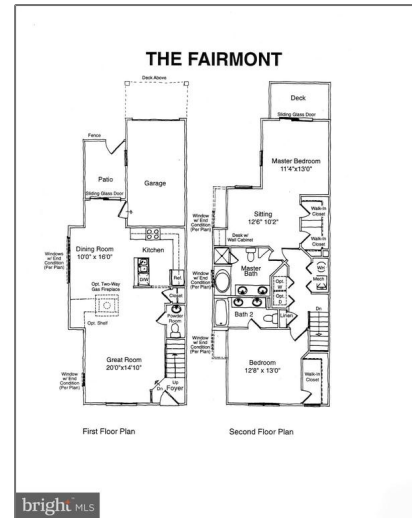 THE FAIRMONT
Deck Above
Deck
Sliding Glass Door
Fence
Patio
Garage
Sliding Glass Door
Master Bedroom
11'4"x13'0"
Walk-In
Closet
Sitting
12'6" 10'2"
Window
w/ End
Condition
(Per Plan)
Walk-In
Closet
Desk w/
Wall Cabinet
Kitchen
Dining Room
10'0" x 16'0"
Windows
w/ End
Condition
(Per Plan)
D/W
Ref.
Closet
Opt. Two-Way
Gas Fireplace
Opt. Shelf
Powder
Room
Master
Bath
Window
w/ End
Condition
(Per Plan)
Opt.
W
Opt.
D
WH
Mech
Dn
Linen
Bath 2
Great Room
20'0"x14'10"
Window
w/ End
Condition
(Per Plan)
Up
Dn
Foyer
Window
w/ End
Condition
(Per Plan)
Bedroom
12'8" x 13'0"
Walk-In
Closet
First Floor Plan
Second Floor Plan
bright MLS